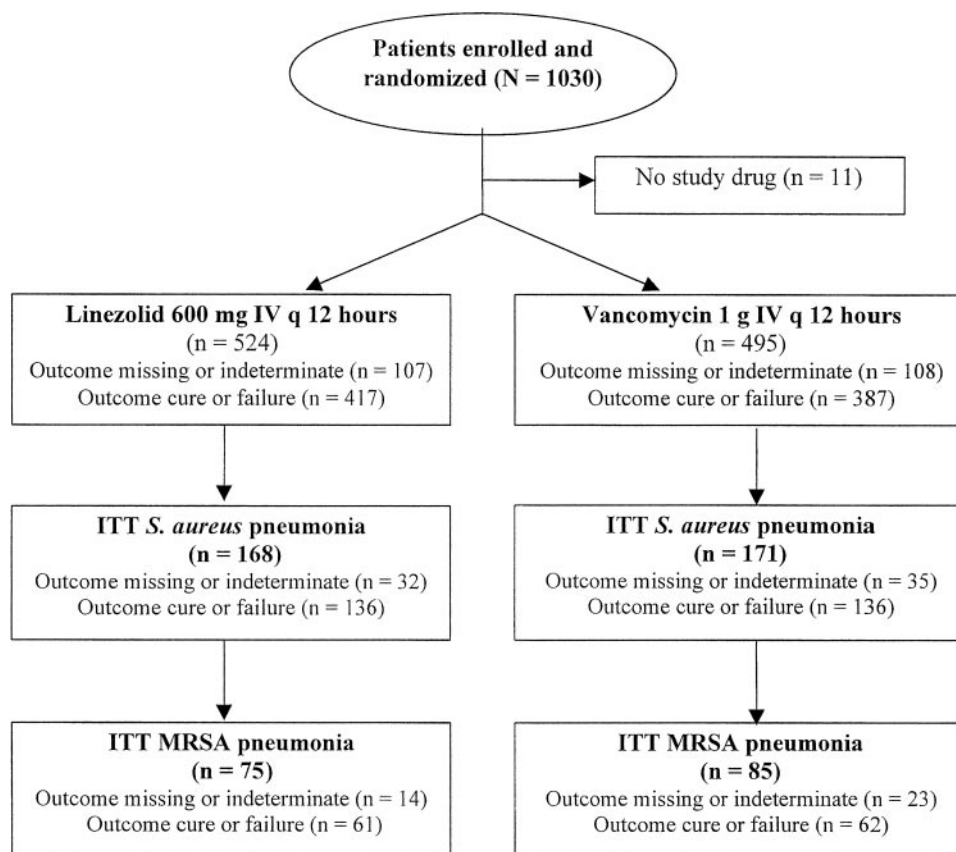 Patients enrolled and
randomized (N = 1030)
No study drug (n = 11)
Linezolid 600 mg IV q 12 hours
(n = 524)
Outcome missing or indeterminate (n = 107)
Outcome cure or failure (n = 417)
Vancomycin 1 g IV q 12 hours
(n = 495)
Outcome missing or indeterminate (n = 108)
Outcome cure or failure (n = 387)
ITT S. aureus pneumonia
(n = 168)
Outcome missing or indeterminate (n = 32)
Outcome cure or failure (n = 136)
ITT S. aureus pneumonia
(n = 171)
Outcome missing or indeterminate (n = 35)
Outcome cure or failure (n = 136)
ITT MRSA pneumonia
(n = 75)
Outcome missing or indeterminate (n = 14)
Outcome cure or failure (n = 61)
ITT MRSA pneumonia
(n = 85)
Outcome missing or indeterminate (n = 23)
Outcome cure or failure (n = 62)